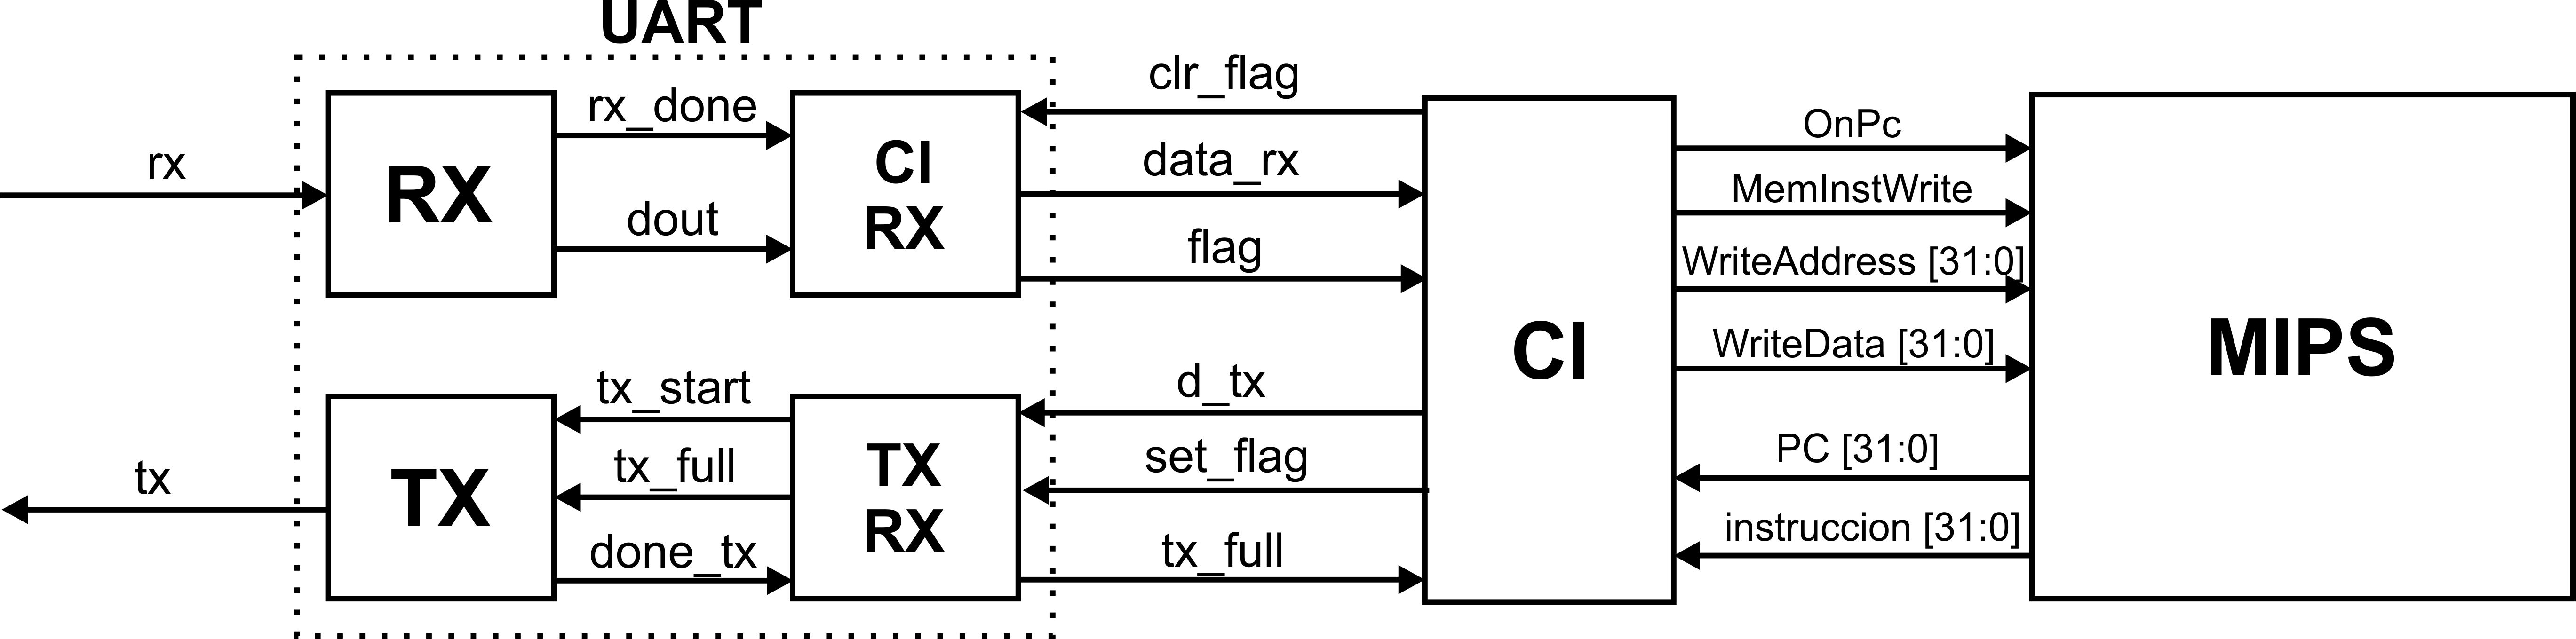 UART
rx
RX
rx_done
dout
CI
RX
clr_flag
data_rx
flag
tx
TX
tx_start
tx_full
done_tx
TX
RX
d_tx
set_flag
tx_full
CI
OnPc
MemInstWrite
WriteAddress [31:0]
WriteData [31:0]
PC [31:0]
instruccion [31:0]
MIPS